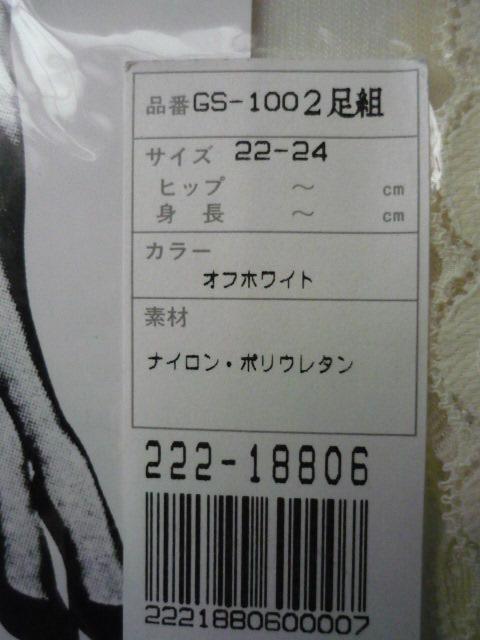 品番GS-100 2足組
サイズ 22-24
ヒップ ～ cm
身長 ～ cm
カラー
オフホワイト
素材
ナイロン・ポリウレタン
222-18806
2221880600007